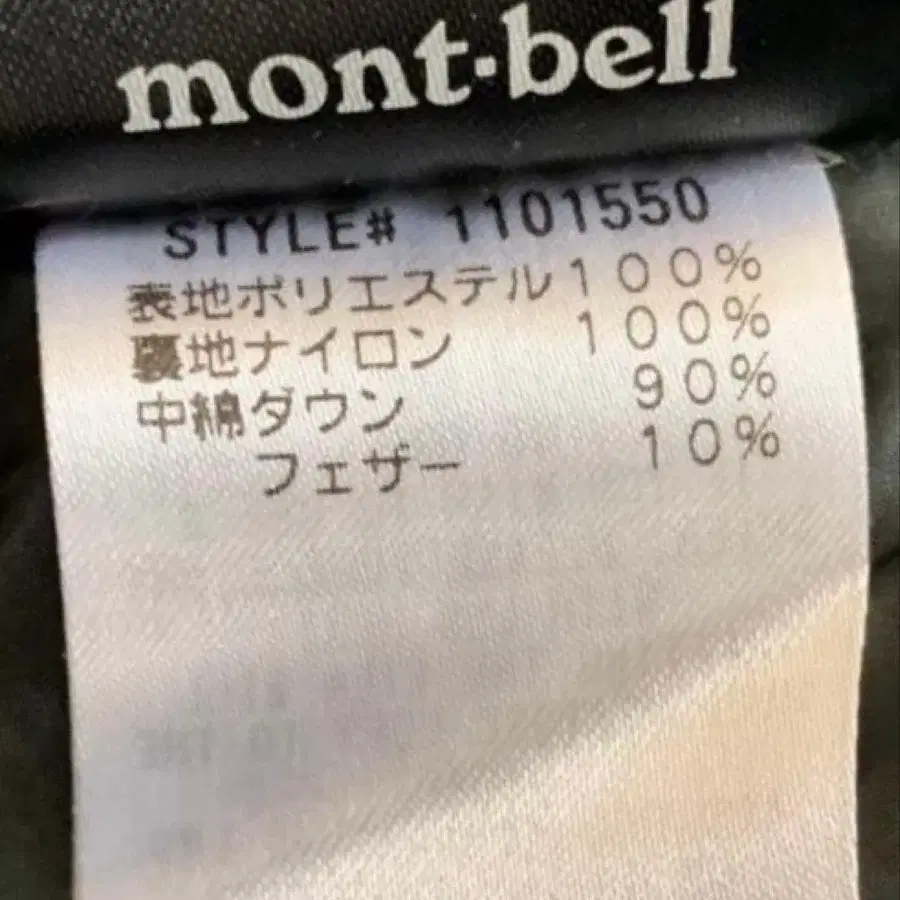 mont·bell
STYLE# 1101550
表地ポリエステル100%
裏地ナイロン 100%
中綿ダウン 90%
フェザー 10%